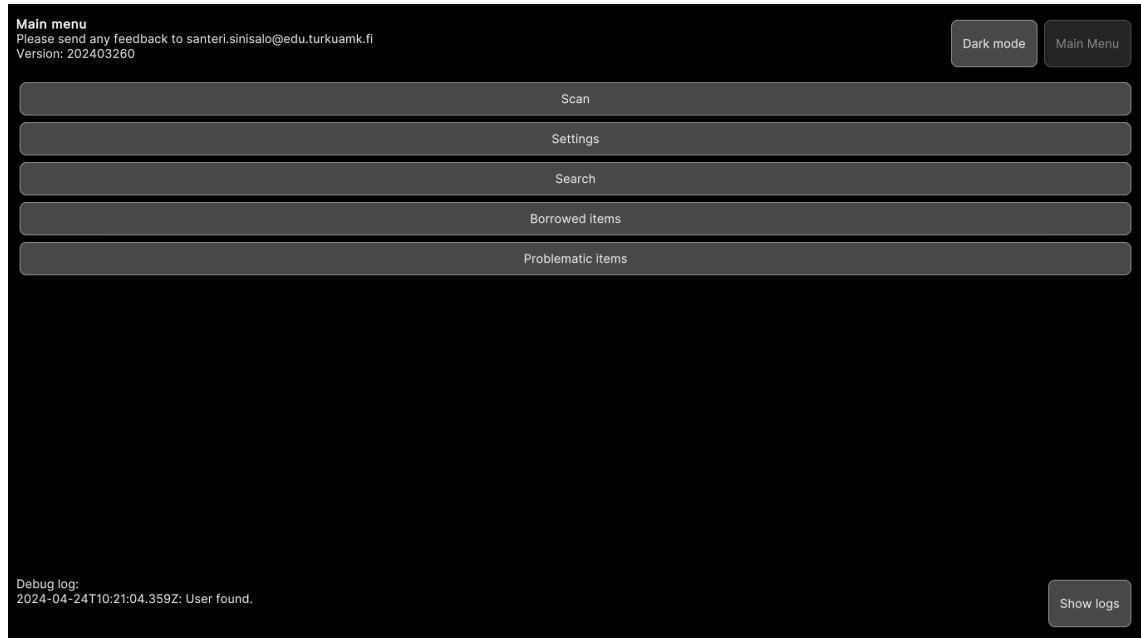 Main menu
Please send any feedback to santeri.sinisalo@edu.turkuamk.fi
Version: 202403260
Dark mode
Main Menu
Scan
Settings
Search
Borrowed items
Problematic items
Debug log:
2024-04-24T10:21:04.359Z: User found.
Show logs